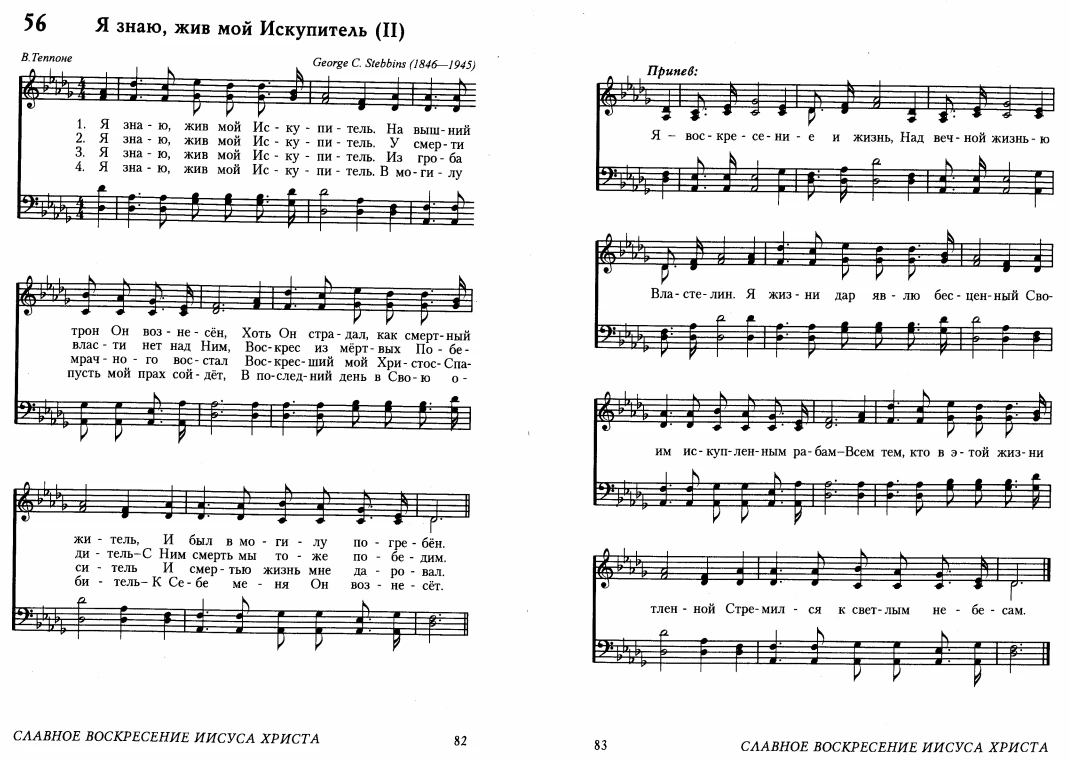 56 Я знаю, жив мой Искупитель (II)
В. Теппоне George C. Stebbins (1846—1945)
1. Я зна - ю, жив мой Ис - ку - пи - тель. На выш - ний
2. Я зна - ю, жив мой Ис - ку - пи - тель. У смер - ти
3. Я зна - ю, жив мой Ис - ку - пи - тель. Из гро - ба
4. Я зна - ю, жив мой Ис - ку - пи - тель. В мо - ги - лу
трон Он воз - не - сён, Хоть Он стра - дал, как смерт - ный
влас - ти нет над Ним, Вос - крес из мёрт - вых По - бе -
мрач - но - го вос - стал Вос - крес - ший мой Хри - стос - Спа -
пусть мой прах сой - дёт, В по - след - ний день в Сво - ю о -
жи - тель, И был в мо - ги - лу по - гре - бён.
ди - тель–С Ним смерть мы то - же по - бе - дим.
си - тель И смер - тью жизнь мне да - ро - вал.
би - тель– К Се - бе ме - ня Он воз - не - сёт.
СЛАВНОЕ ВОСКРЕСЕНИЕ ИИСУСА ХРИСТА 82
Припев:
Я – вос - кре - се - ни - е и жизнь, Над веч - ной жизнь - ю
Вла - сте - лин. Я жиз - ни дар яв - лю бес - цен - ный Сво -
им ис - куп - лен - ным ра - бам–Всем тем, кто в э - той жиз - ни
тлен - ной Стре - мил - ся к свет - лым не - бе - сам.
83 СЛАВНОЕ ВОСКРЕСЕНИЕ ИИСУСА ХРИСТА